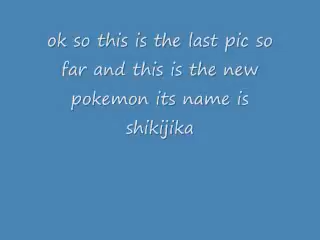 ok so this is the last pic so
far and this is the new
pokemon its name is
shikijika